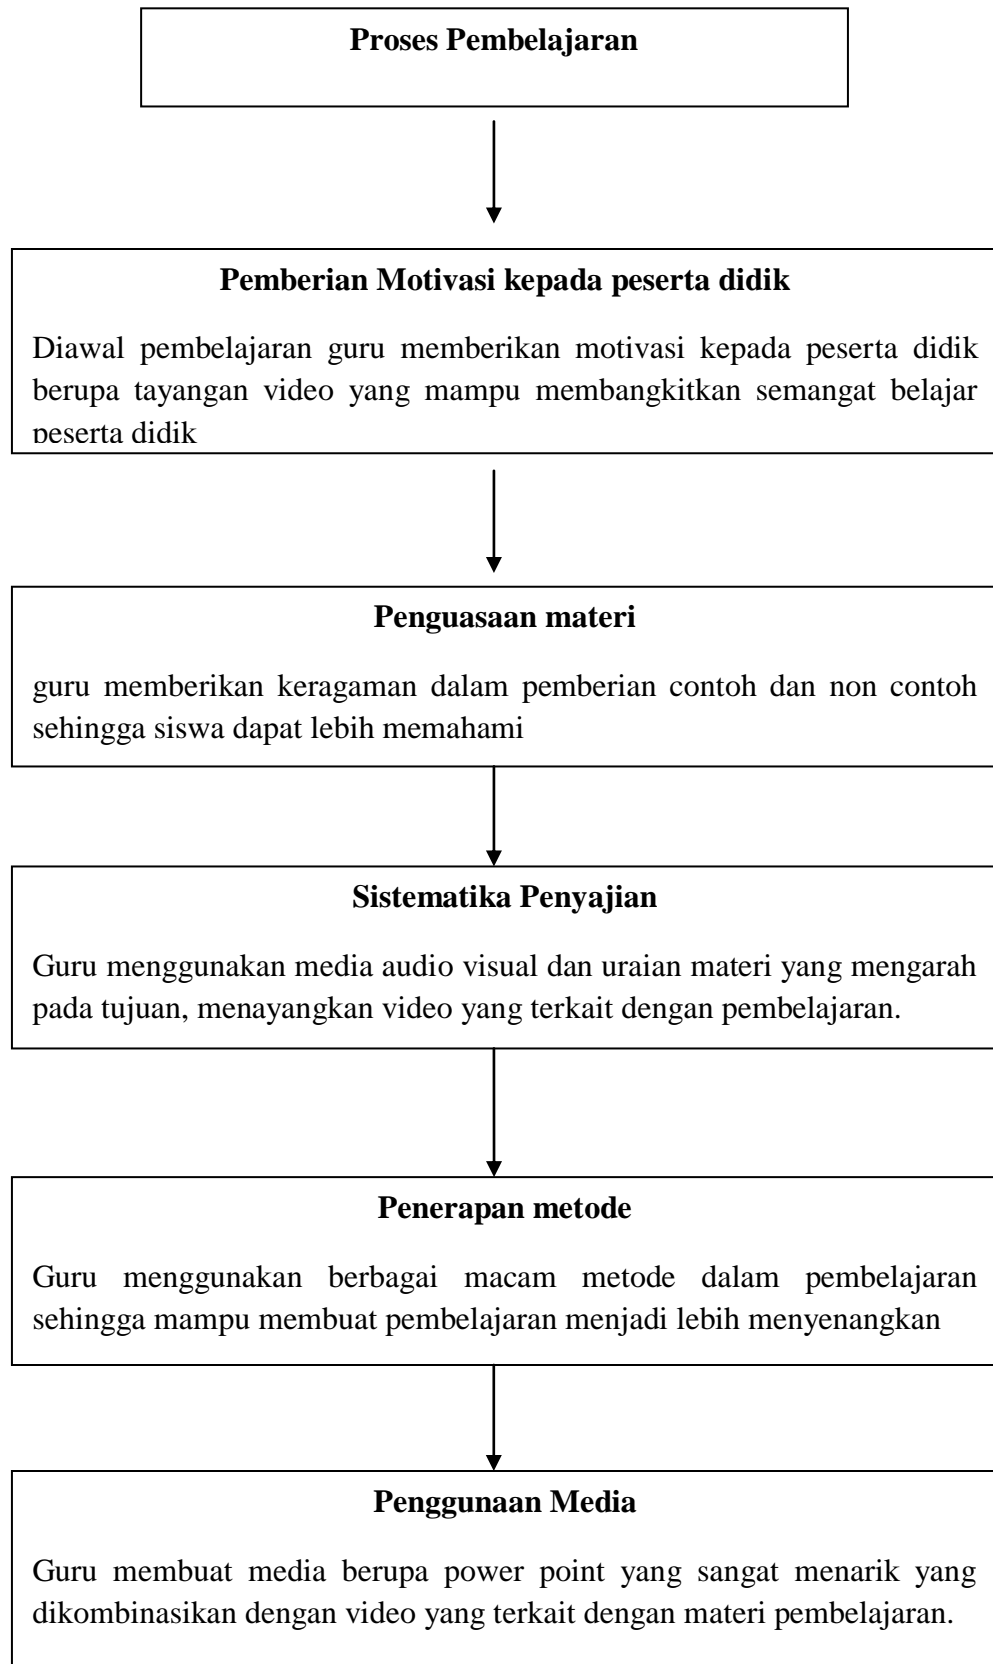 Proses Pembelajaran
Pemberian Motivasi kepada peserta didik
Diawal pembelajaran guru memberikan motivasi kepada peserta didik
berupa tayangan video yang mampu membangkitkan semangat belajar
peserta didik
Penguasaan materi
guru memberikan keragaman dalam pemberian contoh dan non contoh
sehingga siswa dapat lebih memahami
Sistematika Penyajian
Guru menggunakan media audio visual dan uraian materi yang mengarah
pada tujuan, menayangkan video yang terkait dengan pembelajaran.
Penerapan metode
Guru menggunakan berbagai macam metode dalam pembelajaran
sehingga mampu membuat pembelajaran menjadi lebih menyenangkan
Penggunaan Media
Guru membuat media berupa power point yang sangat menarik yang
dikombinasikan dengan video yang terkait dengan materi pembelajaran.